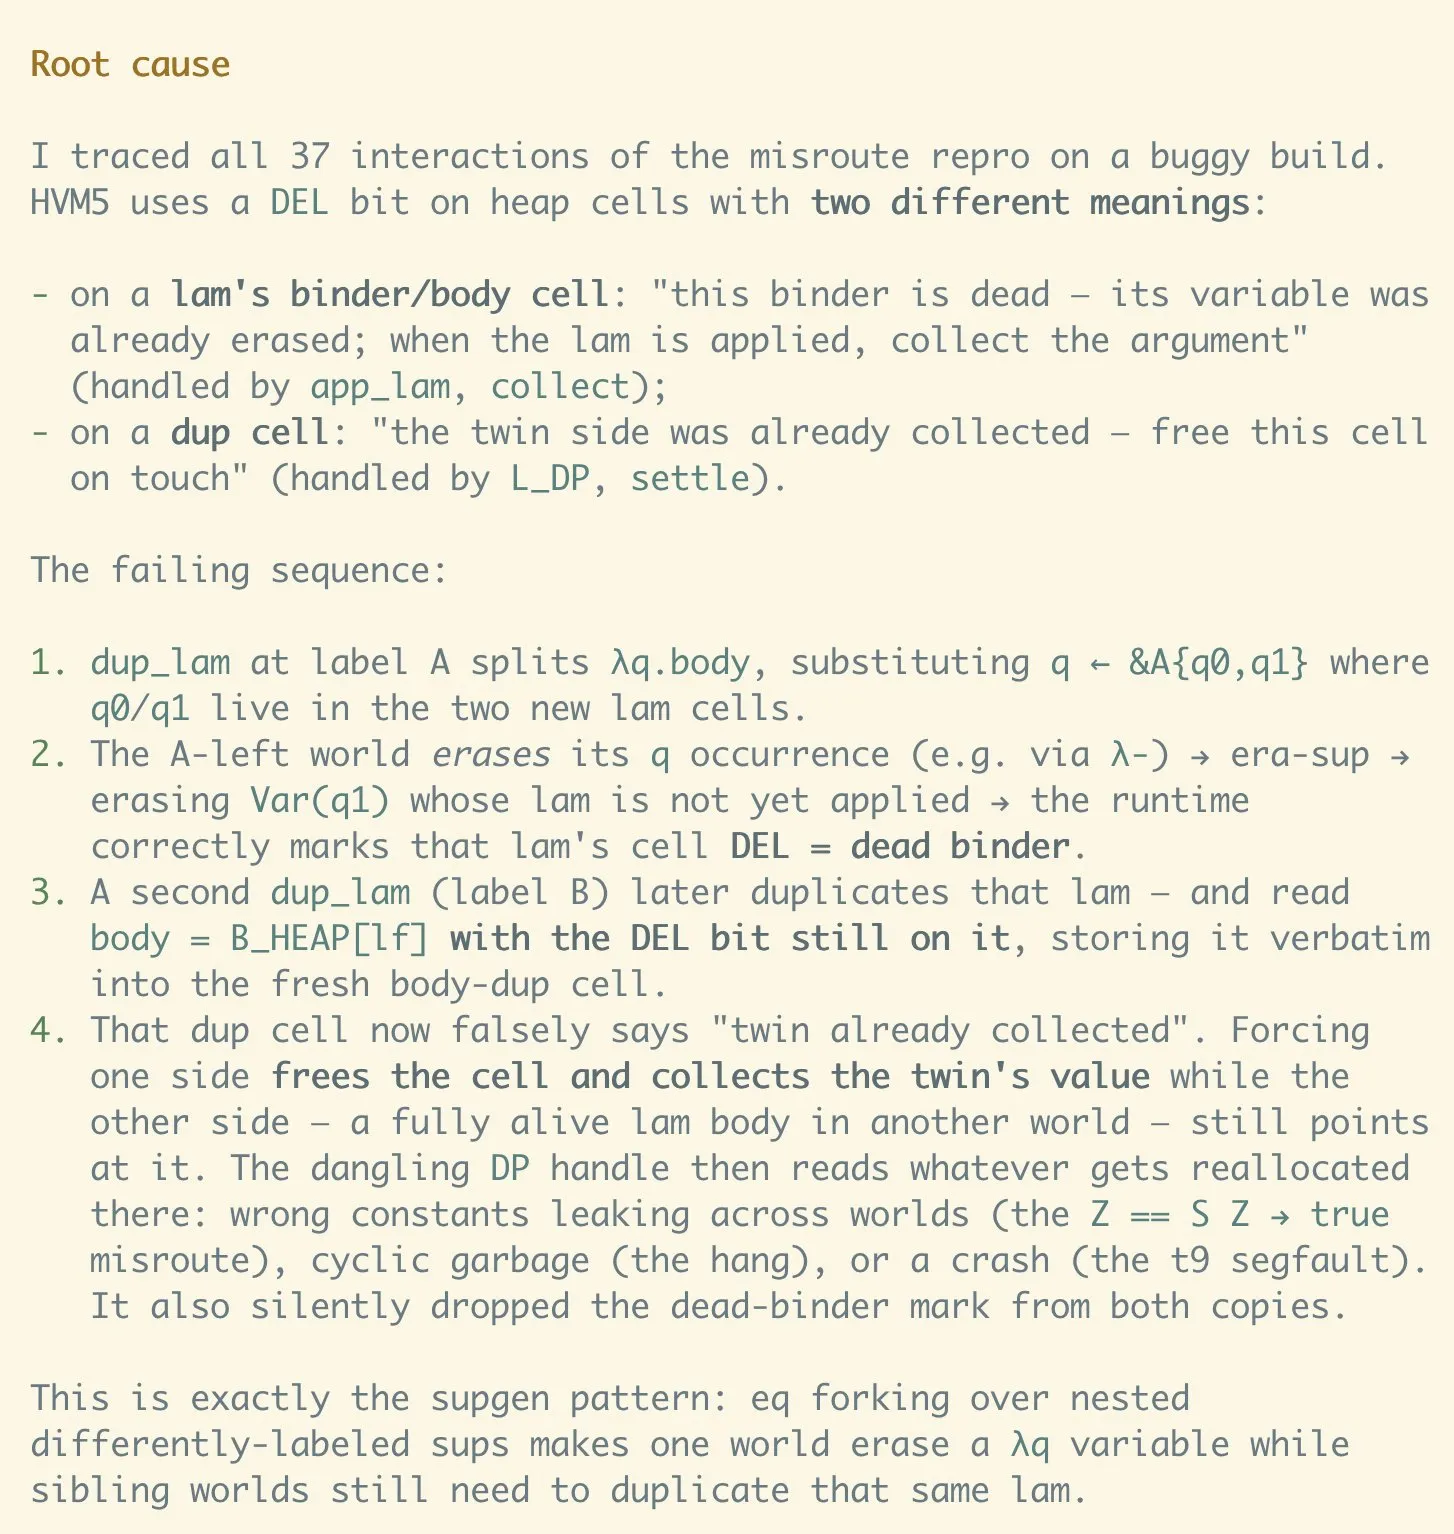 Root cause
I traced all 37 interactions of the misroute repro on a buggy build.
HVM5 uses a DEL bit on heap cells with two different meanings:
- on a lam's binder/body cell: "this binder is dead — its variable was
already erased; when the lam is applied, collect the argument"
(handled by app_lam, collect);
- on a dup cell: "the twin side was already collected — free this cell
on touch" (handled by L_DP, settle).
The failing sequence:
1. dup_lam at label A splits λq.body, substituting q ← &A{q0,q1} where
q0/q1 live in the two new lam cells.
2. The A-left world erases its q occurrence (e.g. via λ-) → era-sup →
erasing Var(q1) whose lam is not yet applied → the runtime
correctly marks that lam's cell DEL = dead binder.
3. A second dup_lam (label B) later duplicates that lam — and read
body = B_HEAP[lf] with the DEL bit still on it, storing it verbatim
into the fresh body-dup cell.
4. That dup cell now falsely says "twin already collected". Forcing
one side frees the cell and collects the twin's value while the
other side — a fully alive lam body in another world — still points
at it. The dangling DP handle then reads whatever gets reallocated
there: wrong constants leaking across worlds (the Z == S Z → true
misroute), cyclic garbage (the hang), or a crash (the t9 segfault).
It also silently dropped the dead-binder mark from both copies.
This is exactly the supgen pattern: eq forking over nested
differently-labeled sups makes one world erase a λq variable while
sibling worlds still need to duplicate that same lam.